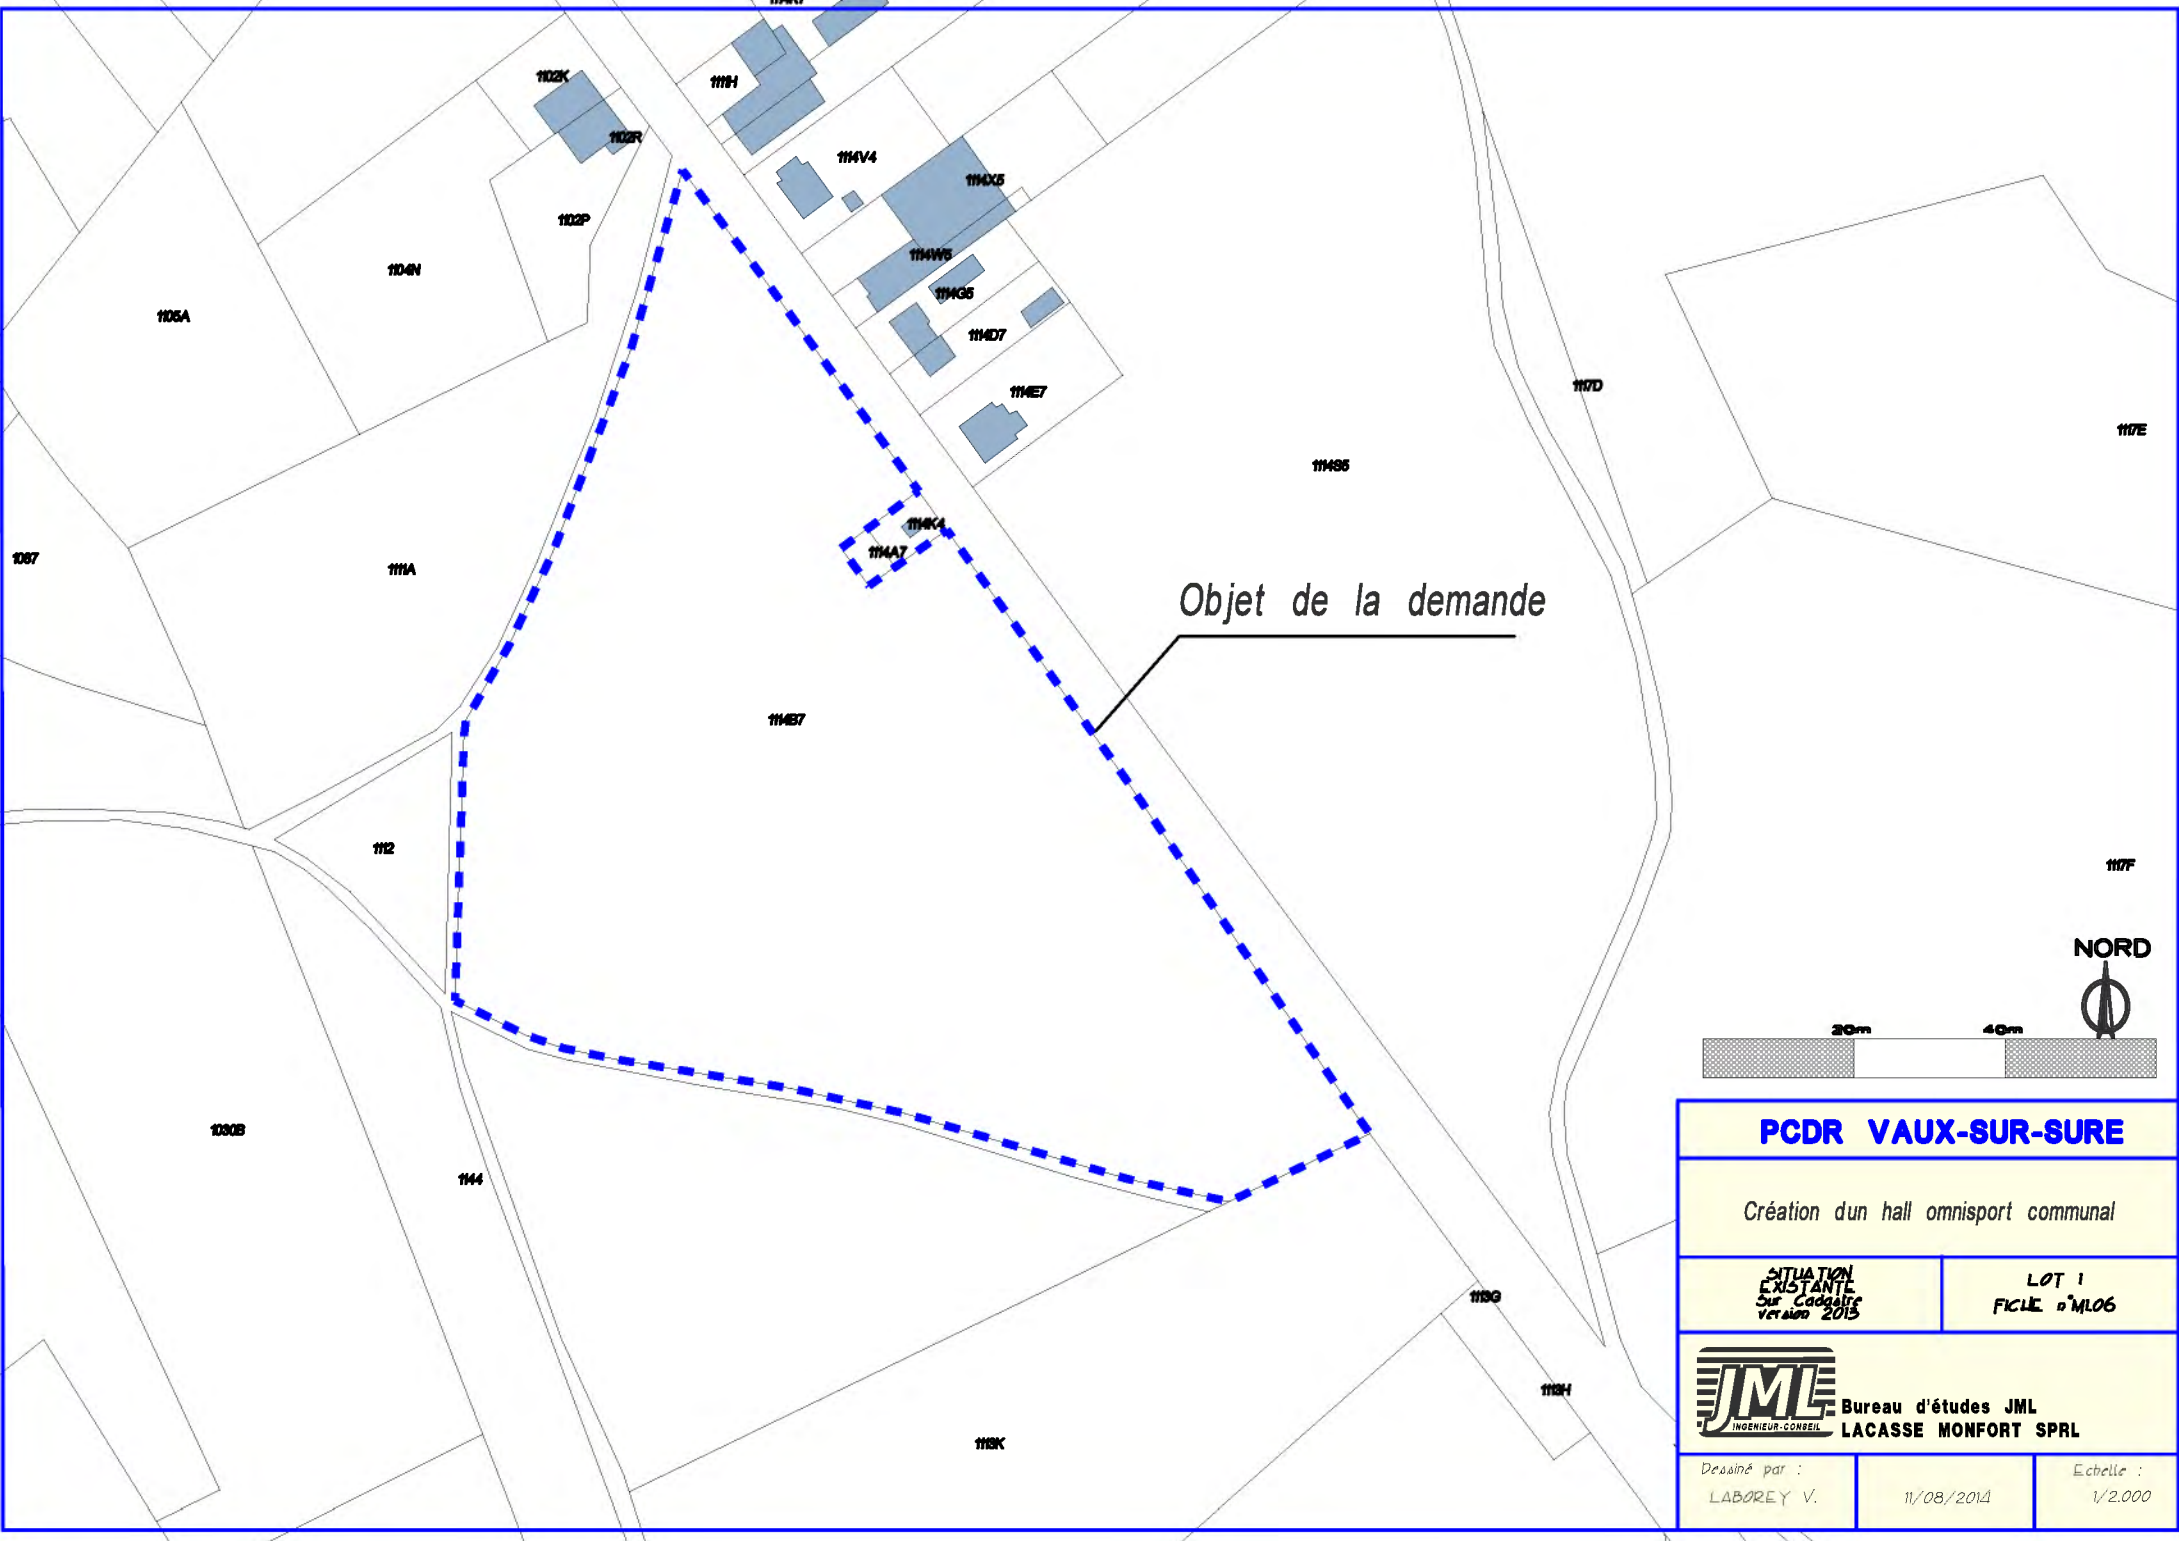 1102K
1111H
1102R
1114V4
1114X5
1102P
1114W5
1104N
1114G5
1105A
1114D7
1117D
1114E7
1117E
1114S5
1114K4
1114A7
1087
1111A
Objet de la demande
1114B7
1112
1117F
NORD
20m 40m
1030B
1144
1113G
1113H
1113K
PCDR VAUX-SUR-SURE
Création dun hall omnisport communal
SITUATION
EXISTANTE
Sur Cadastre
version 2013
LOT 1
FICHE n°ML06
JML
INGENIEUR-CONSEIL
Bureau d'études JML
LACASSE MONFORT SPRL
Dessiné par :
LABOREY V.
11/08/2014
Echelle :
1/2.000